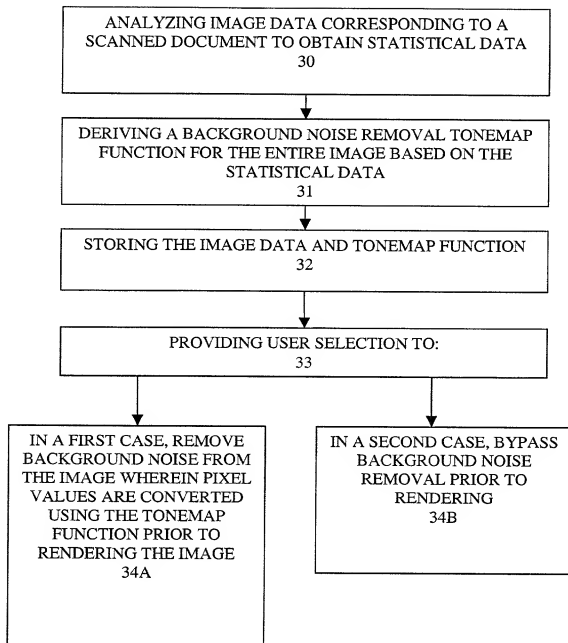 ANALYZING IMAGE DATA CORRESPONDING TO A
SCANNED DOCUMENT TO OBTAIN STATISTICAL DATA
30
DERIVING A BACKGROUND NOISE REMOVAL TONEMAP
FUNCTION FOR THE ENTIRE IMAGE BASED ON THE
STATISTICAL DATA
31
STORING THE IMAGE DATA AND TONEMAP FUNCTION
32
PROVIDING USER SELECTION TO:
33
IN A FIRST CASE, REMOVE
BACKGROUND NOISE FROM
THE IMAGE WHEREIN PIXEL
VALUES ARE CONVERTED
USING THE TONEMAP
FUNCTION PRIOR TO
RENDERING THE IMAGE
34A
IN A SECOND CASE, BYPASS
BACKGROUND NOISE
REMOVAL PRIOR TO
RENDERING
34B